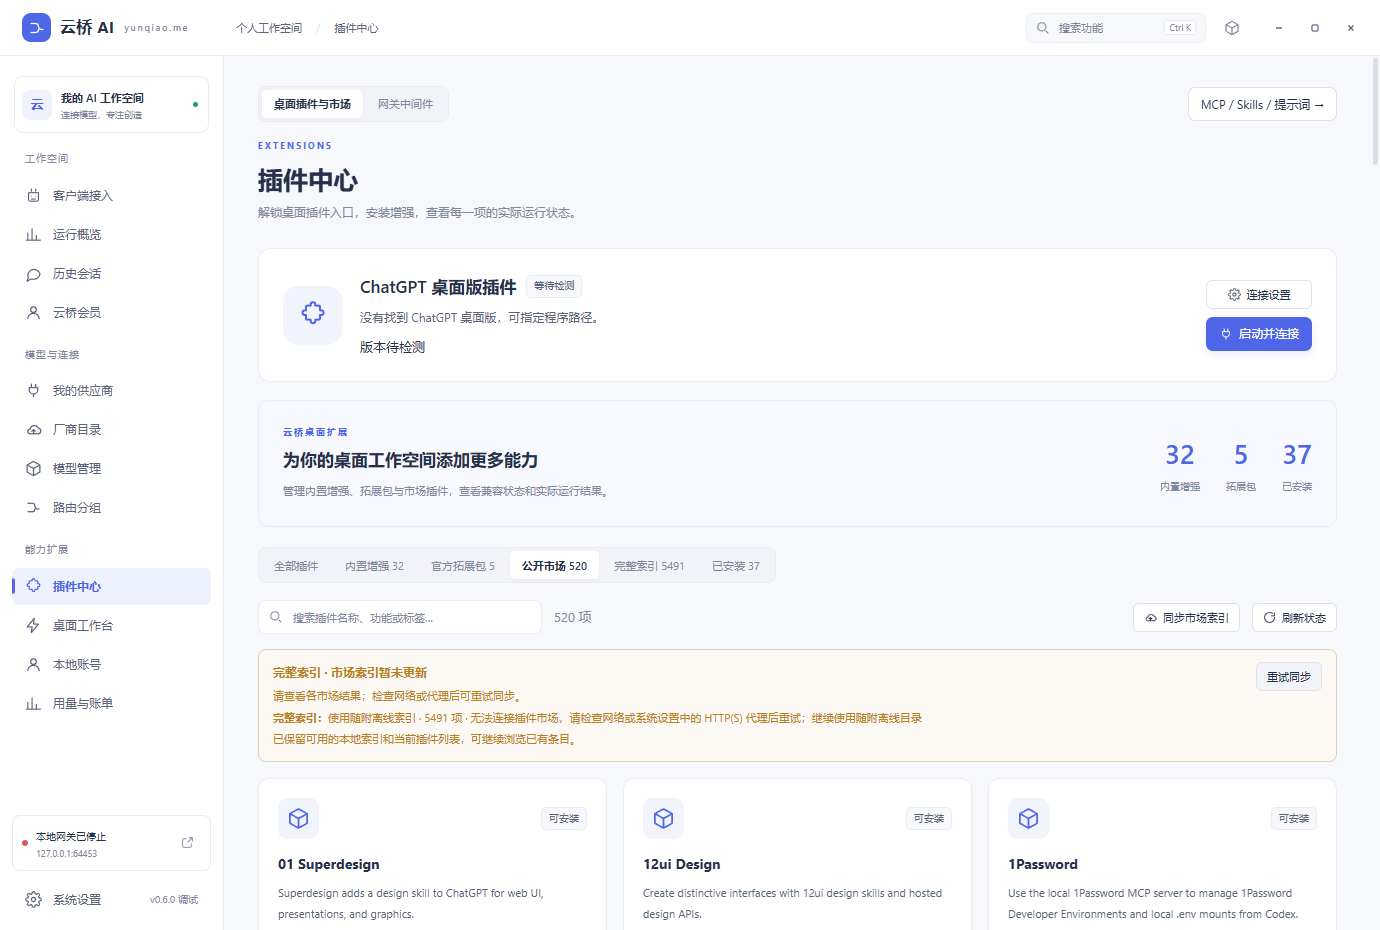 云桥 AI yunqiao.me
个人工作空间 / 插件中心
搜索功能 Ctrl K
云
我的 AI 工作空间
连接模型，专注创造
工作空间
客户端接入
运行概览
历史会话
云桥会员
模型与连接
我的供应商
厂商目录
模型管理
路由分组
能力扩展
插件中心
桌面工作台
本地账号
用量与账单
本地网关已停止
127.0.0.1:64453
系统设置 v0.6.0 调试
桌面插件与市场 网关中间件
MCP / Skills / 提示词 →
EXTENSIONS
插件中心
解锁桌面插件入口，安装增强，查看每一项的实际运行状态。
ChatGPT 桌面版插件 等待检测
没有找到 ChatGPT 桌面版，可指定程序路径。
版本待检测
连接设置
启动并连接
云桥桌面扩展
为你的桌面工作空间添加更多能力
管理内置增强、拓展包与市场插件，查看兼容状态和实际运行结果。
32 5 37
内置增强 拓展包 已安装
全部插件 内置增强 32 官方拓展包 5 公开市场 520 完整索引 5491 已安装 37
搜索插件名称、功能或标签... 520 项
同步市场索引 刷新状态
完整索引 · 市场索引暂未更新
请查看各市场结果；检查网络或代理后可重试同步。
完整索引：使用随附离线索引 · 5491 项 · 无法连接插件市场，请检查网络或系统设置中的 HTTP(S) 代理后重试；继续使用随附离线目录
已保留可用的本地索引和当前插件列表，可继续浏览已有条目。
重试同步
可安装
01 Superdesign
Superdesign adds a design skill to ChatGPT for web UI,
presentations, and graphics.
可安装
12ui Design
Create distinctive interfaces with 12ui design skills and hosted
design APIs.
可安装
1Password
Use the local 1Password MCP server to manage 1Password
Developer Environments and local .env mounts from Codex.